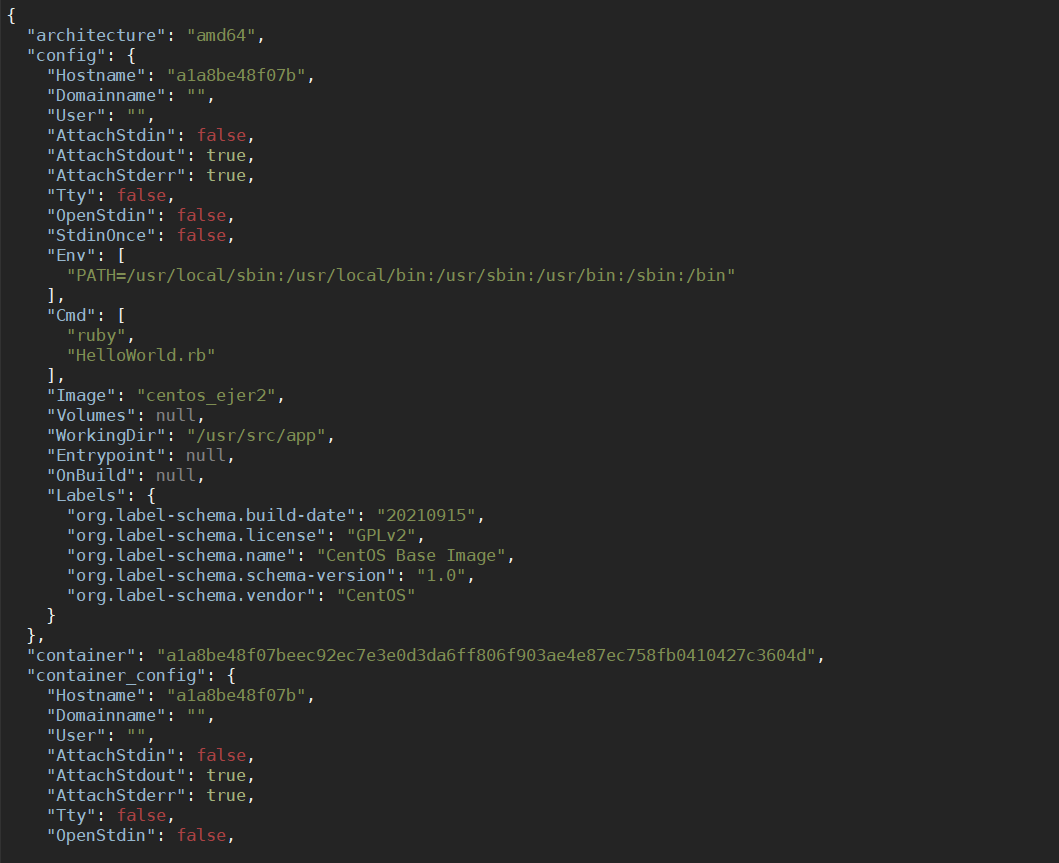 {
  "architecture": "amd64",
  "config": {
    "Hostname": "a1a8be48f07b",
    "Domainname": "",
    "User": "",
    "AttachStdin": false,
    "AttachStdout": true,
    "AttachStderr": true,
    "Tty": false,
    "OpenStdin": false,
    "StdinOnce": false,
    "Env": [
      "PATH=/usr/local/sbin:/usr/local/bin:/usr/sbin:/usr/bin:/sbin:/bin"
    ],
    "Cmd": [
      "ruby",
      "HelloWorld.rb"
    ],
    "Image": "centos_ejer2",
    "Volumes": null,
    "WorkingDir": "/usr/src/app",
    "Entrypoint": null,
    "OnBuild": null,
    "Labels": {
      "org.label-schema.build-date": "20210915",
      "org.label-schema.license": "GPLv2",
      "org.label-schema.name": "CentOS Base Image",
      "org.label-schema.schema-version": "1.0",
      "org.label-schema.vendor": "CentOS"
    }
  },
  "container": "a1a8be48f07beec92ec7e3e0d3da6ff806f903ae4e87ec758fb0410427c3604d",
  "container_config": {
    "Hostname": "a1a8be48f07b",
    "Domainname": "",
    "User": "",
    "AttachStdin": false,
    "AttachStdout": true,
    "AttachStderr": true,
    "Tty": false,
    "OpenStdin": false,